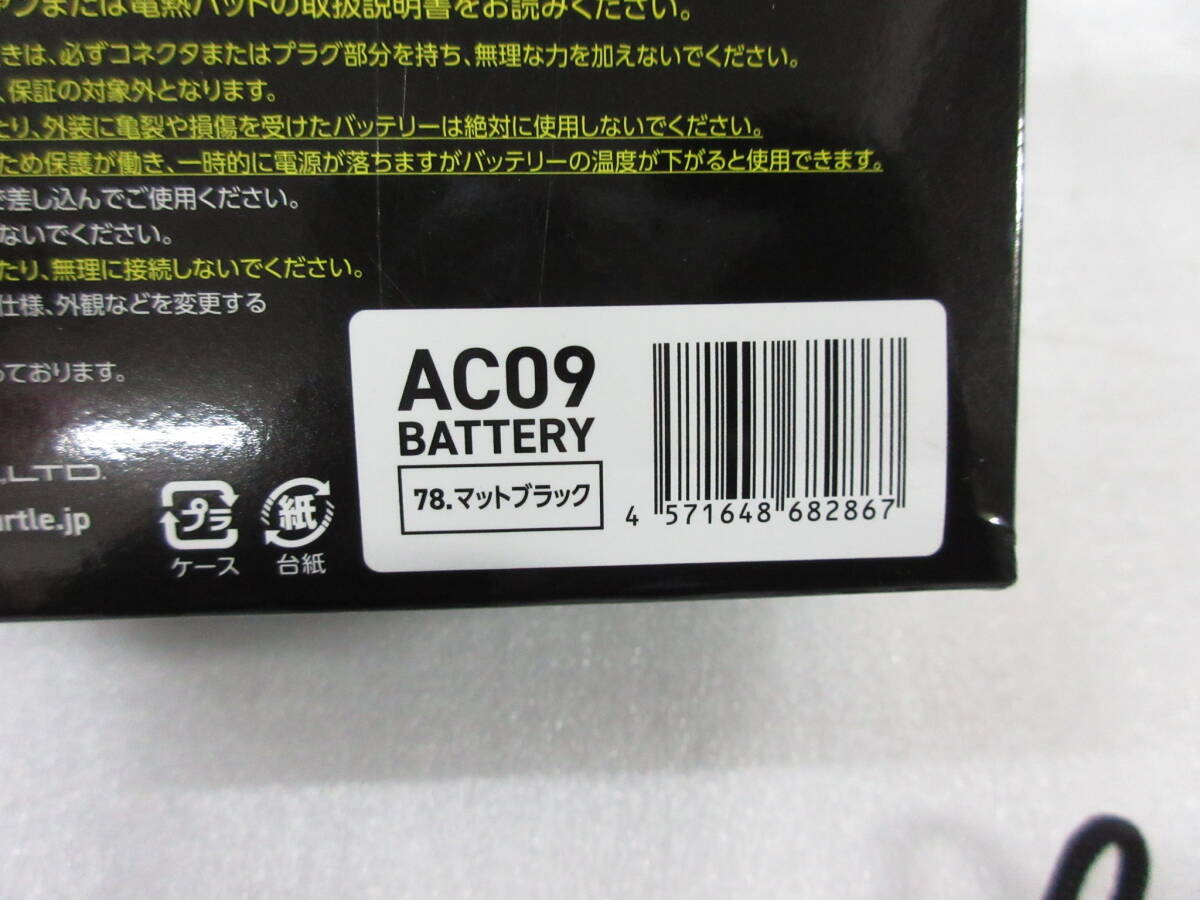 ァンまたは電熱パッドの取扱説明書をお読みください。
きは、必ずコネクタまたはプラグ部分を持ち、無理な力を加えないでください。
、保証の対象外となります。
たり、外装に亀裂や損傷を受けたバッテリーは絶対に使用しないでください。
ため保護が働き、一時的に電源が落ちますがバッテリーの温度が下がると使用できます。
で差し込んでご使用ください。
ないでください。
たり、無理に接続しないでください。
仕様、外観などを変更する
っております。
.,LTD.
urtle.jp
プラ
ケース
紙
台紙
AC09
BATTERY
78.マットブラック
4 571648 682867